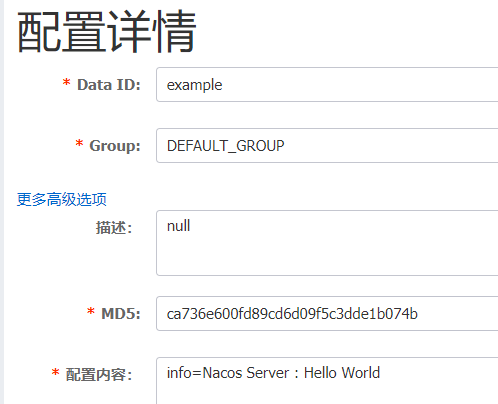 配置详情
* Data ID: example
* Group: DEFAULT_GROUP
更多高级选项
描述: null
* MD5: ca736e600fd89cd6d09f5c3dde1b074b
* 配置内容: info=Nacos Server : Hello World